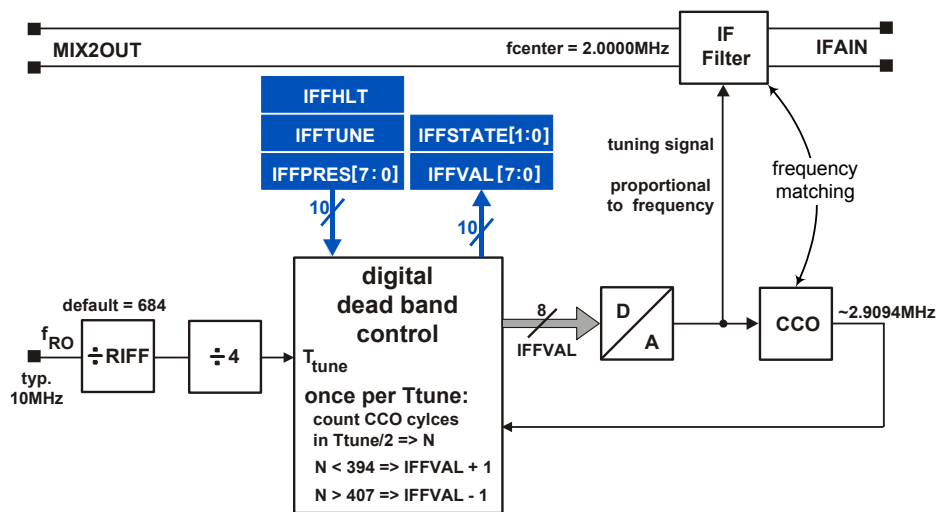 MIX2OUT
fcenter = 2.0000MHz
IF
Filter
IFAIN
IFFHLT
IFFTUNE
IFFPRES[7:0]
IFFSTATE[1:0]
IFFVAL [7:0]
tuning signal
proportional
to frequency
frequency
matching
10
10
default = 684
fRO
typ.
10MHz
÷RIFF
÷4
digital
dead band
control
Ttune
once per Ttune:
count CCO cylces
in Ttune/2 => N
N < 394 => IFFVAL + 1
N > 407 => IFFVAL - 1
8
IFFVAL
D
A
CCO
~2.9094MHz